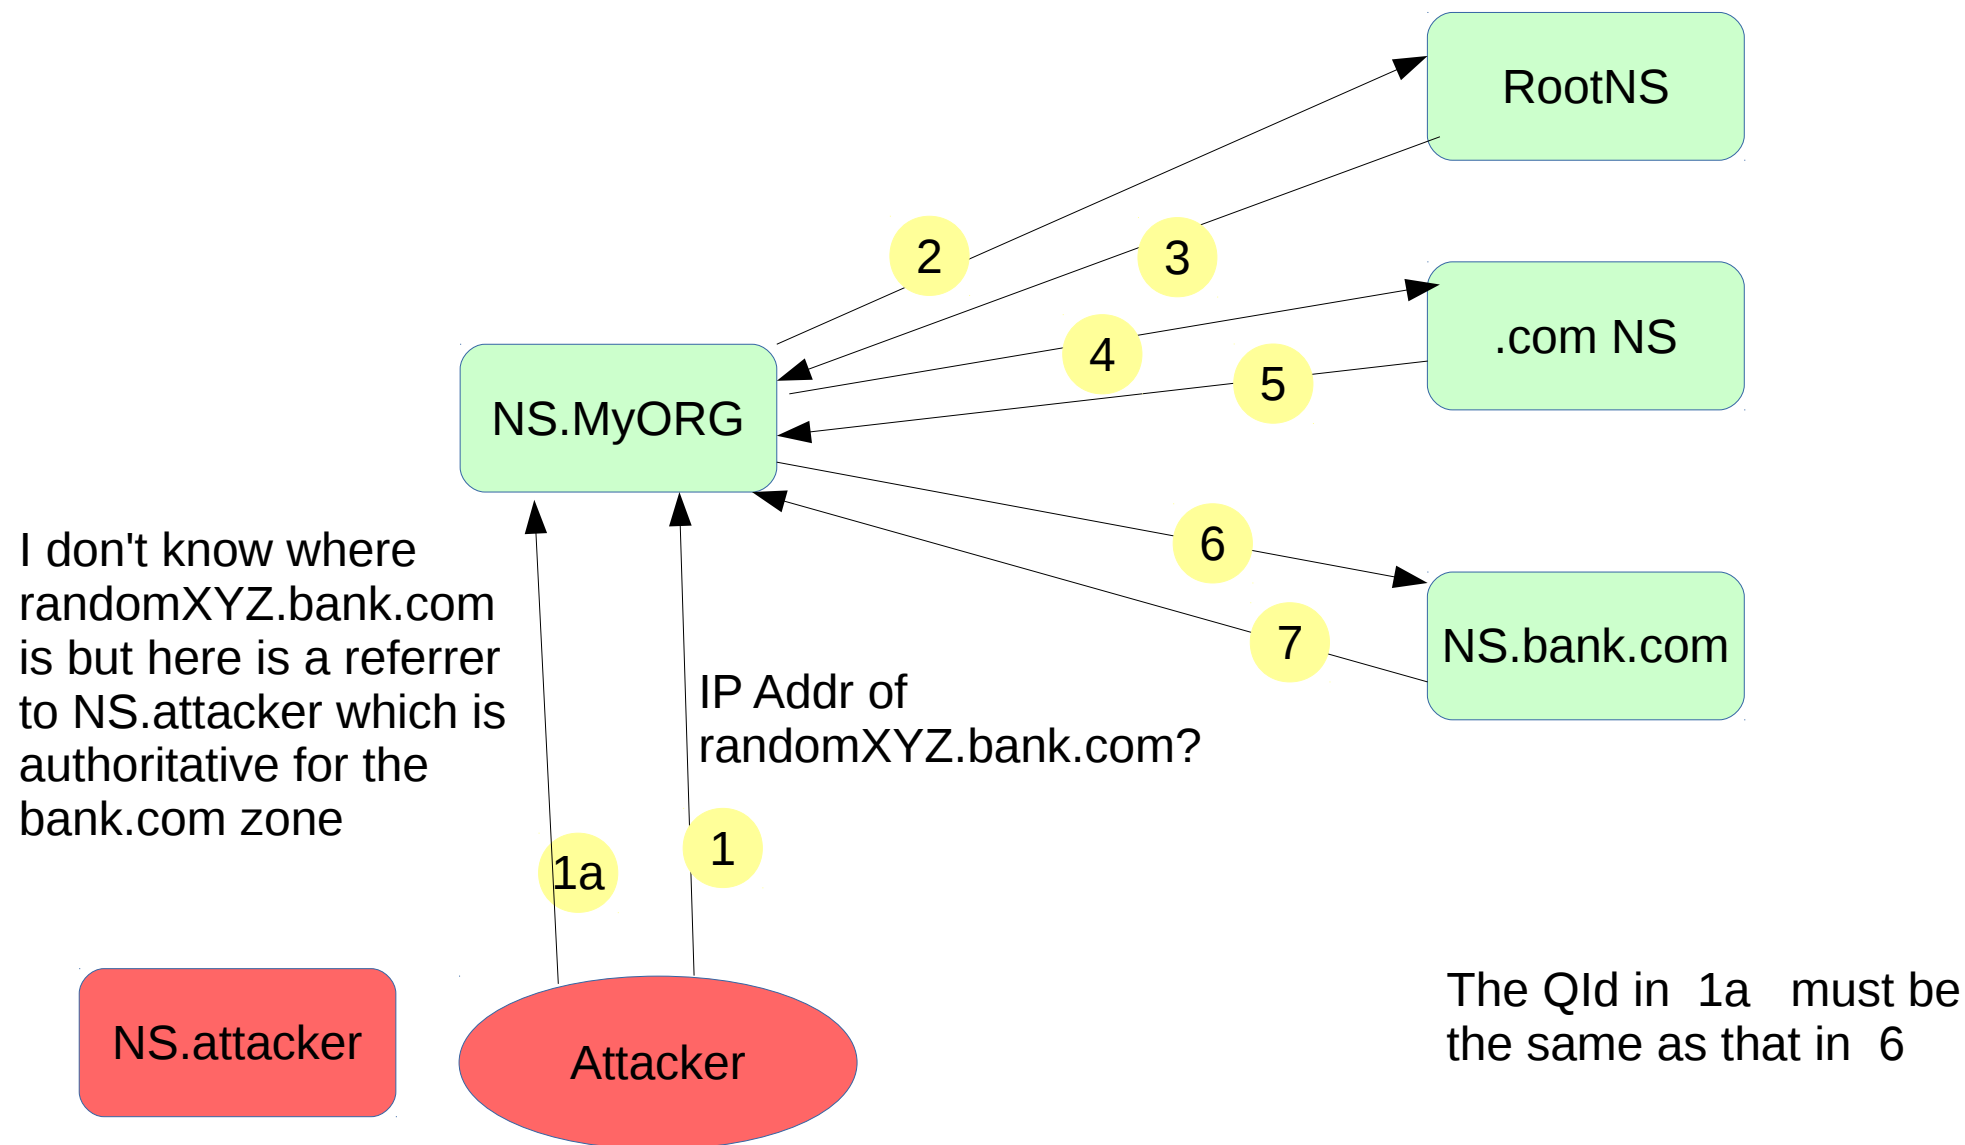 RootNS
2
3
.com NS
4
5
NS.MyORG
6
I don't know where
randomXYZ.bank.com
is but here is a referrer
to NS.attacker which is
authoritative for the
bank.com zone
7
NS.bank.com
IP Addr of
randomXYZ.bank.com?
1
1a
NS.attacker
Attacker
The QId in 1a must be
the same as that in 6